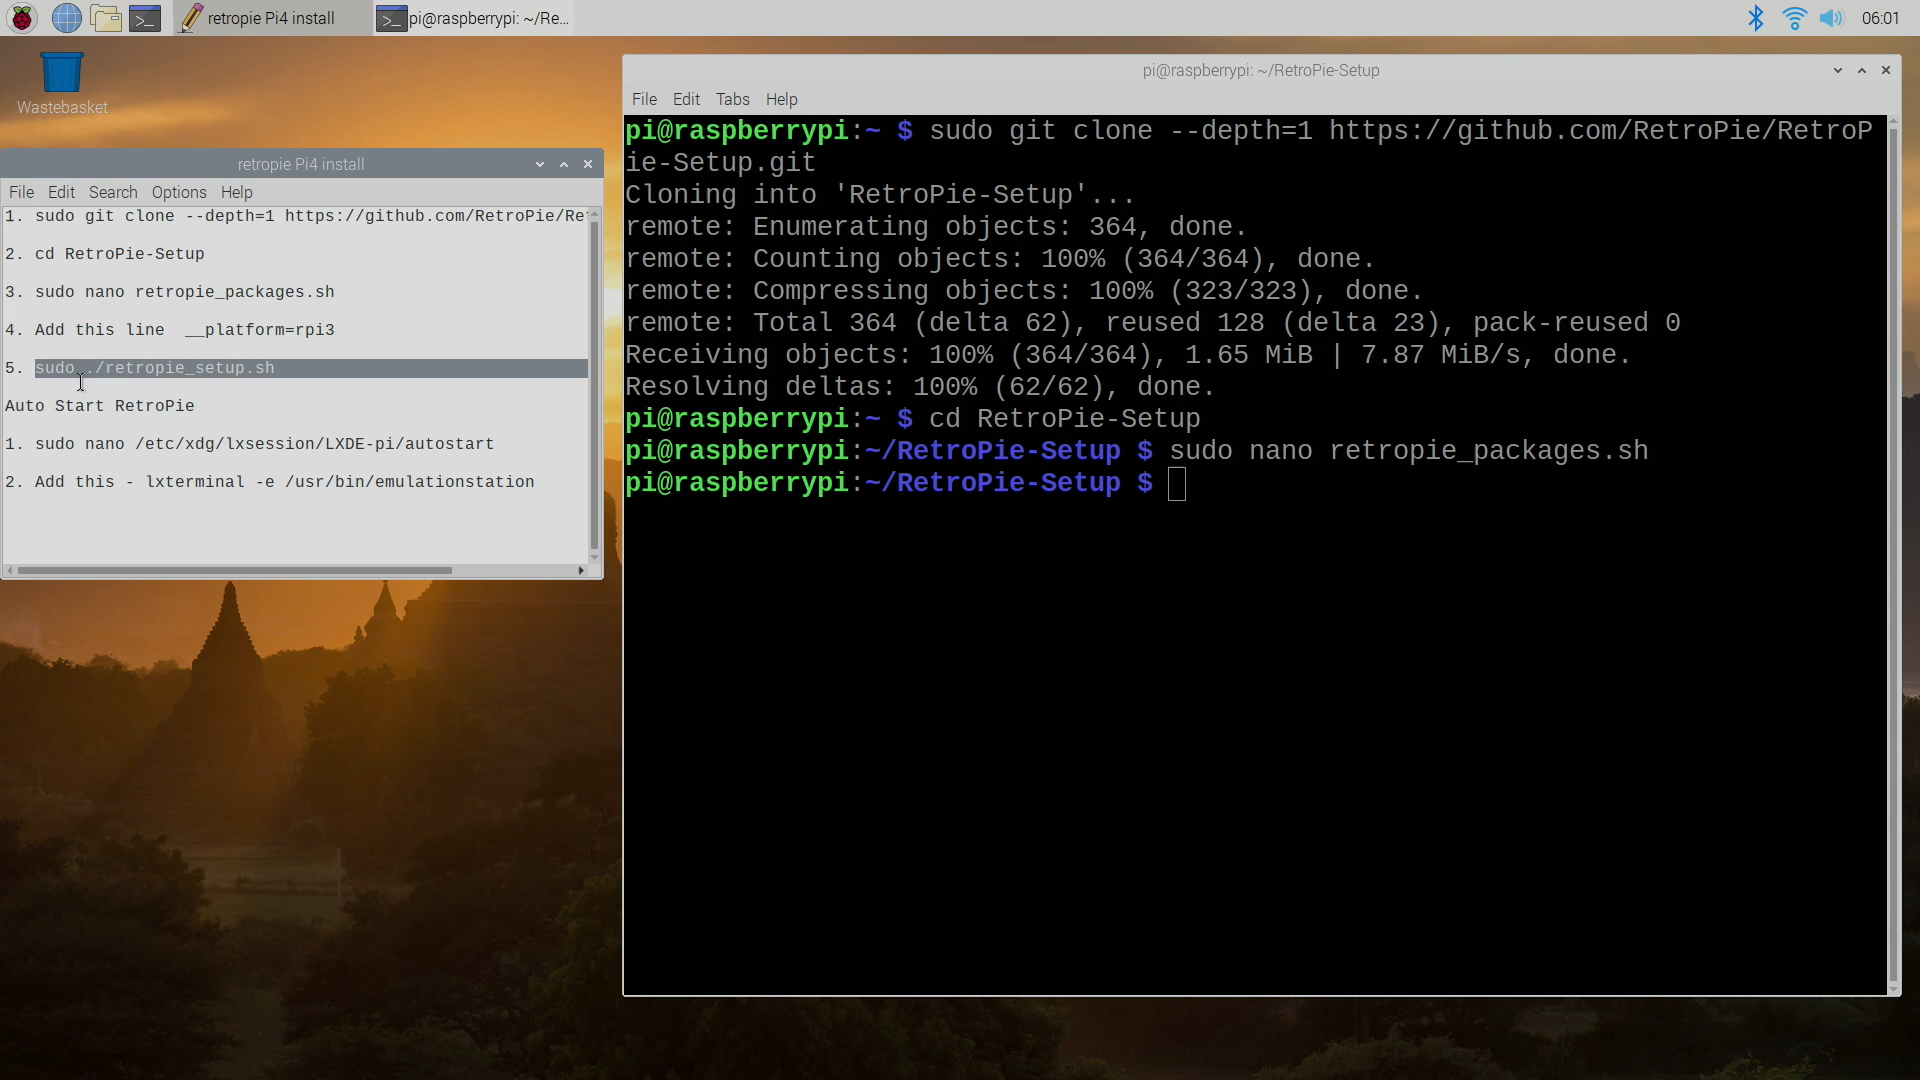 retropie Pi4 install
pi@raspberrypi: ~/Re...
06:01
Wastebasket
retropie Pi4 install
File Edit Search Options Help
1. sudo git clone --depth=1 https://github.com/RetroPie/Re
2. cd RetroPie-Setup
3. sudo nano retropie_packages.sh
4. Add this line  __platform=rpi3
5. sudo ./retropie_setup.sh
Auto Start RetroPie
1. sudo nano /etc/xdg/lxsession/LXDE-pi/autostart
2. Add this - lxterminal -e /usr/bin/emulationstation
pi@raspberrypi: ~/RetroPie-Setup
File Edit Tabs Help
pi@raspberrypi:~ $ sudo git clone --depth=1 https://github.com/RetroPie/RetroP
ie-Setup.git
Cloning into 'RetroPie-Setup'...
remote: Enumerating objects: 364, done.
remote: Counting objects: 100% (364/364), done.
remote: Compressing objects: 100% (323/323), done.
remote: Total 364 (delta 62), reused 128 (delta 23), pack-reused 0
Receiving objects: 100% (364/364), 1.65 MiB | 7.87 MiB/s, done.
Resolving deltas: 100% (62/62), done.
pi@raspberrypi:~ $ cd RetroPie-Setup
pi@raspberrypi:~/RetroPie-Setup $ sudo nano retropie_packages.sh
pi@raspberrypi:~/RetroPie-Setup $